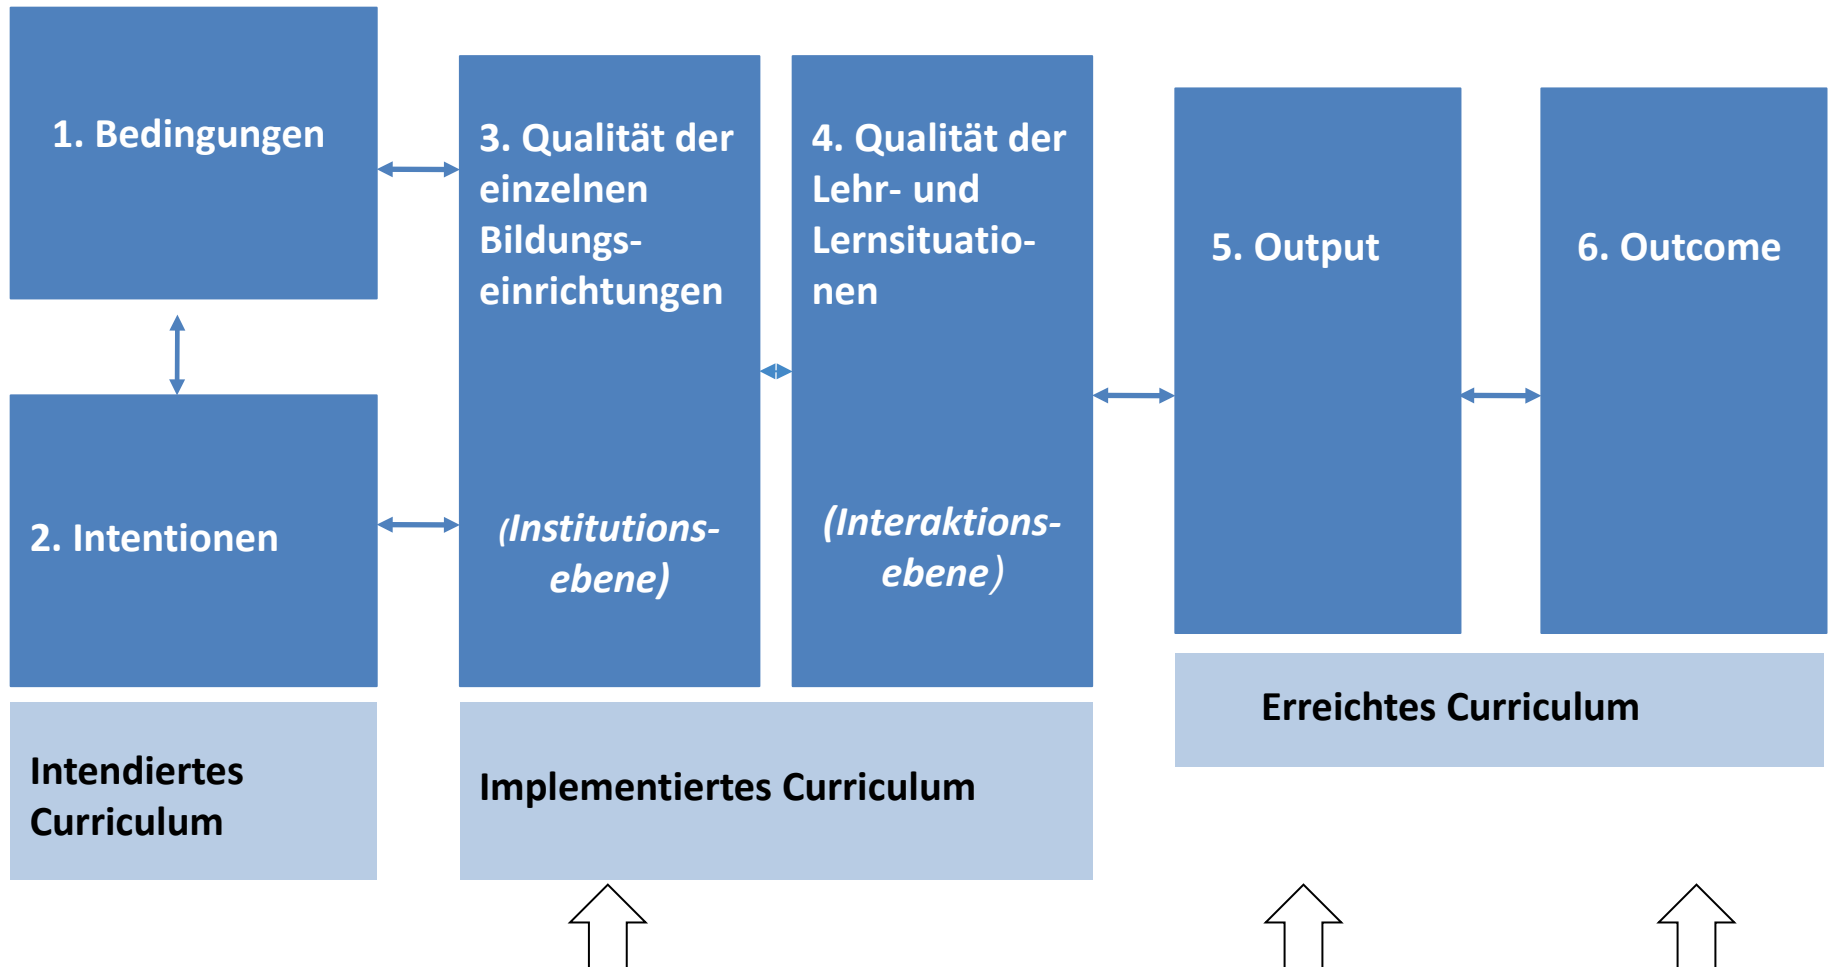 1. Bedingungen
2. Intentionen
Intendiertes
Curriculum
3. Qualität der
einzelnen
Bildungs-
einrichtungen
(Institutions-
ebene)
4. Qualität der
Lehr- und
Lernsituatio-
nen
(Interaktions-
ebene)
Implementiertes Curriculum
5. Output
6. Outcome
Erreichtes Curriculum